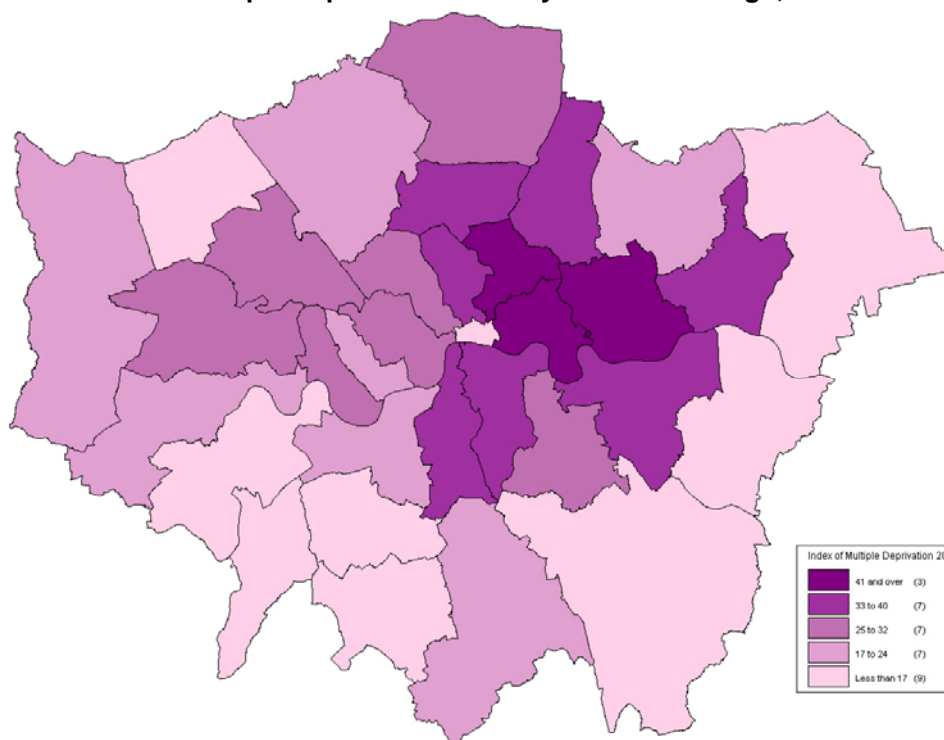 Index of Multiple Deprivation 20
41 and over (3)
33 to 40 (7)
25 to 32 (7)
17 to 24 (7)
Less than 17 (9)